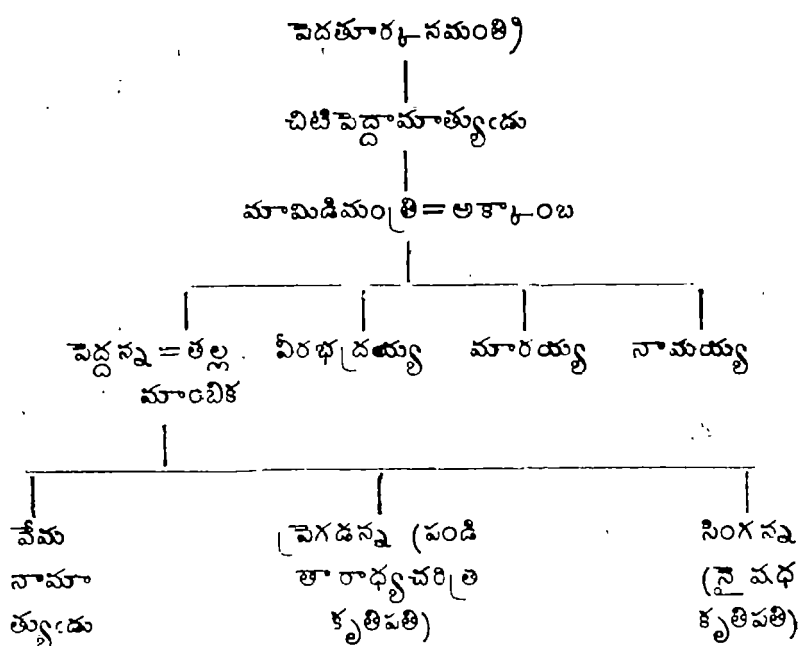 పెదతూర్కనమంత్రి
చిటిపెద్దామాత్యుఁడు
మామిడిమంత్రి = అక్కాంబ
పెద్దన్న = తల్ల వీరభద్రయ్య మారయ్య నామయ్య
మాంబిక
వేమ ప్రెగడన్న (పండి సింగన్న
నామా తారాధ్యచరిత్ర (నైషధ
త్యుఁడు కృతిపతి) కృతిపతి)